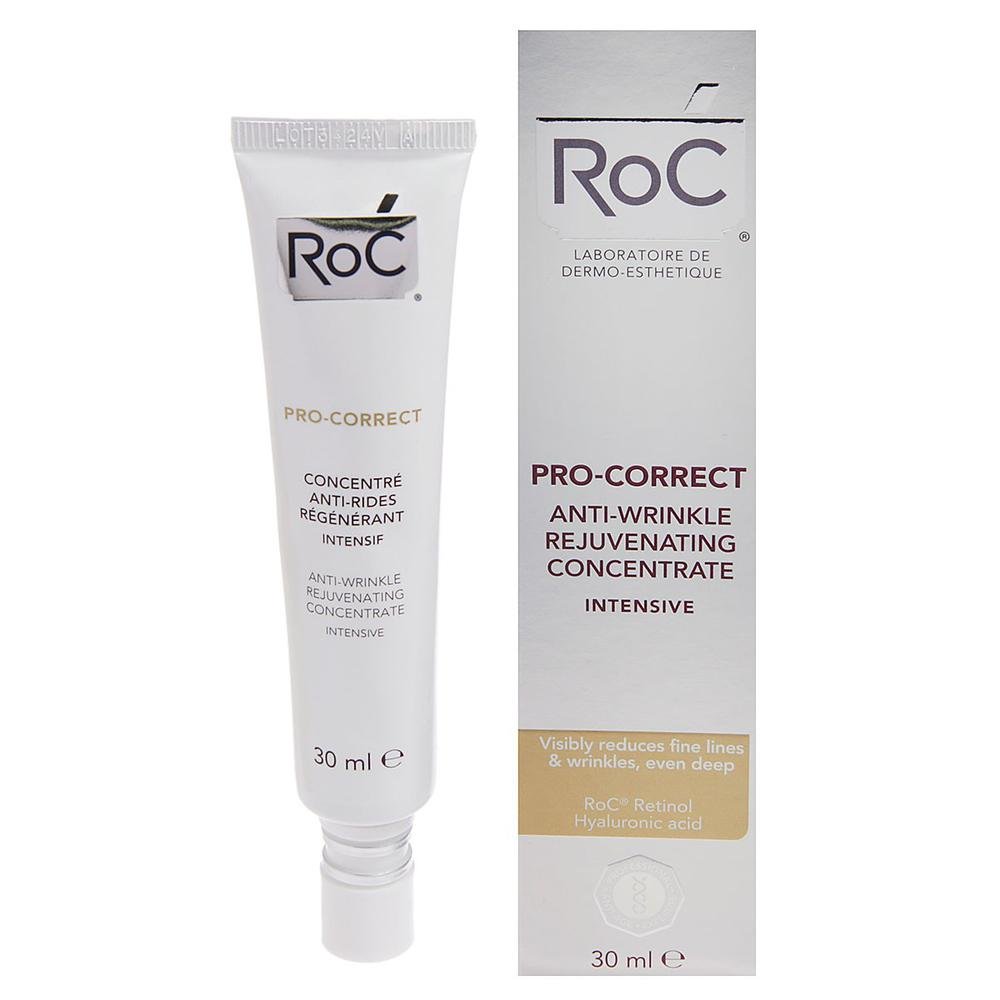 LOT3424V A
RoC
®
PRO-CORRECT
CONCENTRÉ
ANTI-RIDES
RÉGÉNÉRANT
INTENSIF
ANTI-WRINKLE
REJUVENATING
CONCENTRATE
INTENSIVE
30 ml ℮
RoC
®
LABORATOIRE DE
DERMO-ESTHETIQUE
PRO-CORRECT
ANTI-WRINKLE
REJUVENATING
CONCENTRATE
INTENSIVE
Visibly reduces fine lines
& wrinkles, even deep
RoC® Retinol
Hyaluronic acid
30 ml ℮